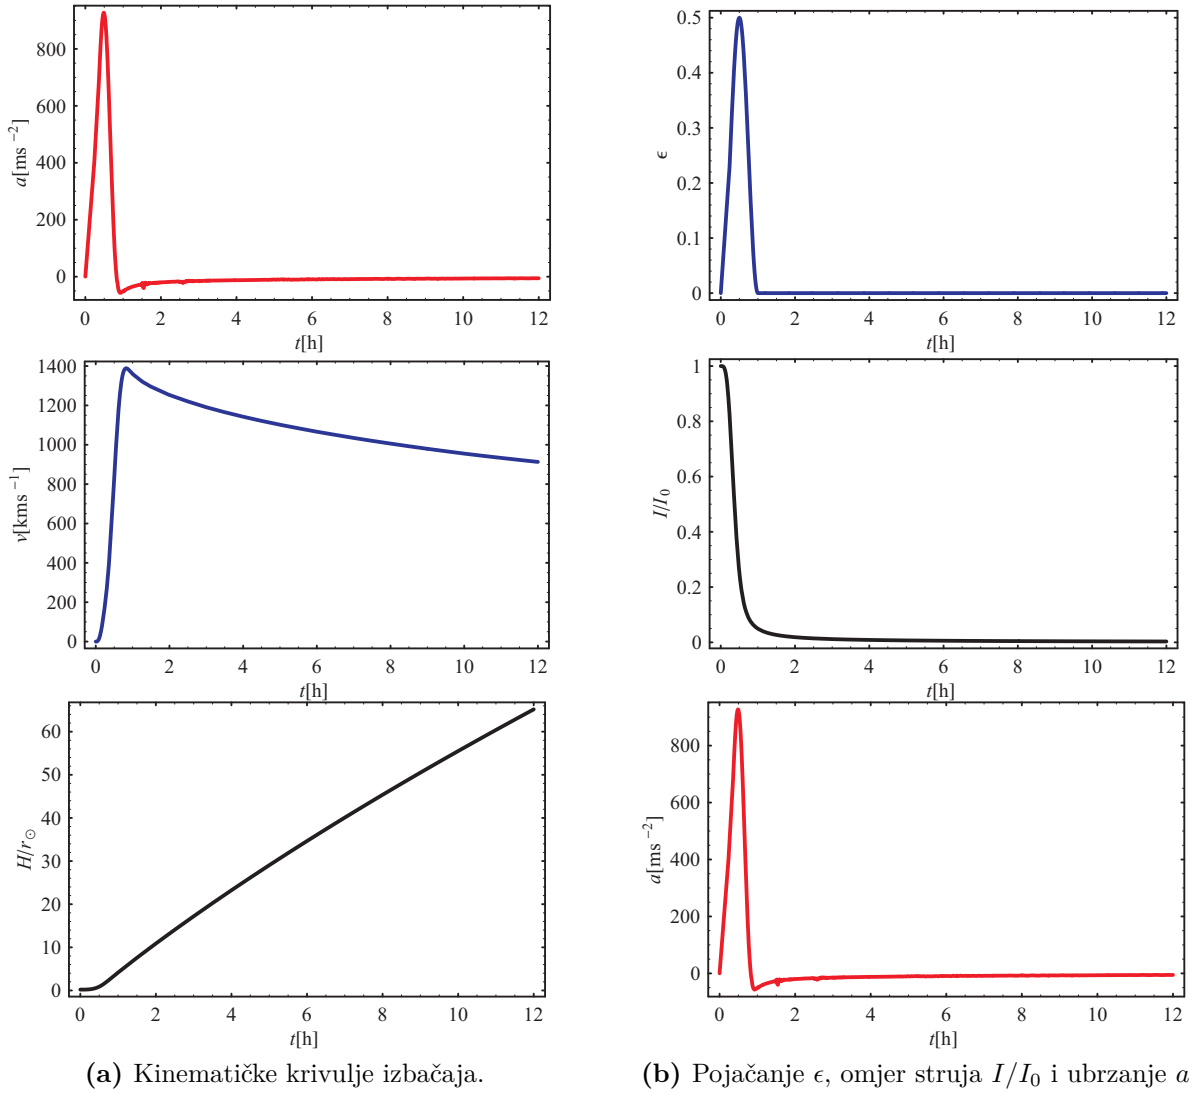 800
600
400
200
0
a[ms⁻²]
0 2 4 6 8 10 12
t[h]
0.5
0.4
0.3
0.2
0.1
0
ϵ
0 2 4 6 8 10 12
t[h]
1400
1200
1000
800
600
400
200
0
v[kms⁻¹]
0 2 4 6 8 10 12
t[h]
1
0.8
0.6
0.4
0.2
0
I/I₀
0 2 4 6 8 10 12
t[h]
60
50
40
30
20
10
0
H/r☉
0 2 4 6 8 10 12
t[h]
800
600
400
200
0
a[ms⁻²]
0 2 4 6 8 10 12
t[h]
(a) Kinematičke krivulje izbačaja.
(b) Pojačanje ϵ, omjer struja I/I₀ i ubrzanje a